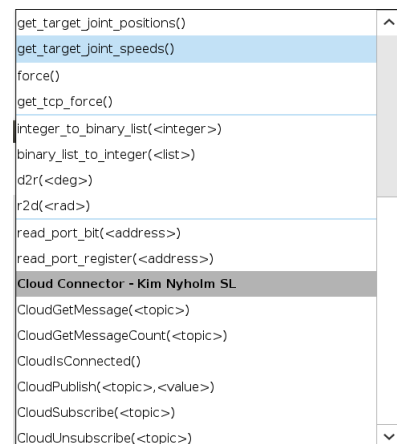 get_target_joint_positions()
get_target_joint_speeds()
force()
get_tcp_force()
integer_to_binary_list(<integer>)
binary_list_to_integer(<list>)
d2r(<deg>)
r2d(<rad>)
read_port_bit(<address>)
read_port_register(<address>)
Cloud Connector - Kim Nyholm SL
CloudGetMessage(<topic>)
CloudGetMessageCount(<topic>)
CloudIsConnected()
CloudPublish(<topic>,<value>)
CloudSubscribe(<topic>)
CloudUnsubscribe(<topic>)